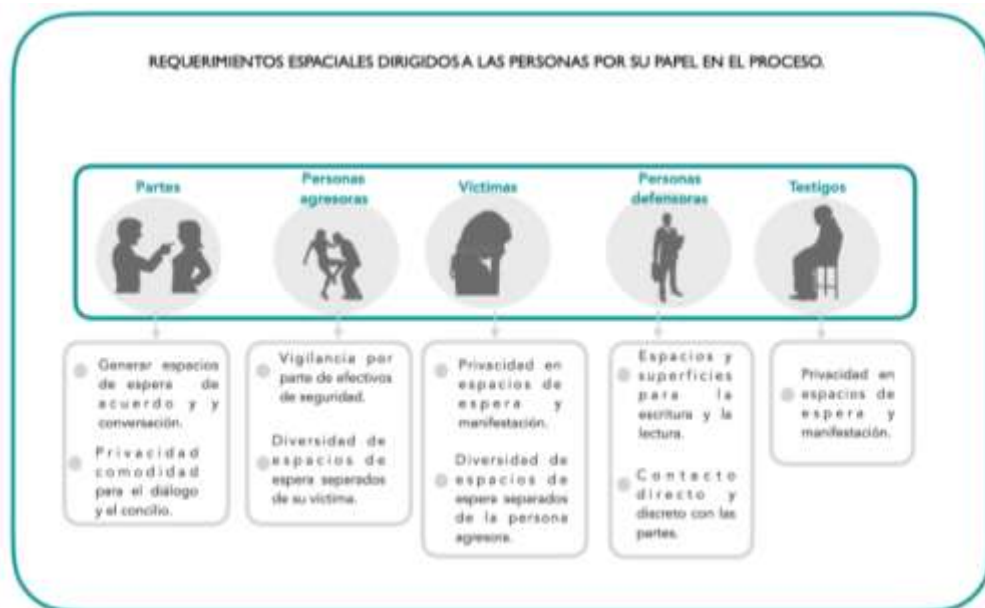 REQUERIMIENTOS ESPACIALES DIRIGIDOS A LAS PERSONAS POR SU PAPEL EN EL PROCESO.
Partes
Personas
agresoras
Víctimas
Personas
defensoras
Testigos
Generar espacios
de espera de
acuerdo y y
conversación.
Privacidad
comodidad
para el diálogo
y el concilio.
Vigilancia por
parte de efectivos
de seguridad.
Diversidad de
espacios de
espera separados
de su víctima.
Privacidad en
espacios de
espera y
manifestación.
Diversidad de
espacios de
espera separados
de la persona
agresora.
Espacios y
superficies
para la
escritura y la
lectura.
Contacto
directo y
discreto con las
partes.
Privacidad en
espacios de
espera y
manifestación.